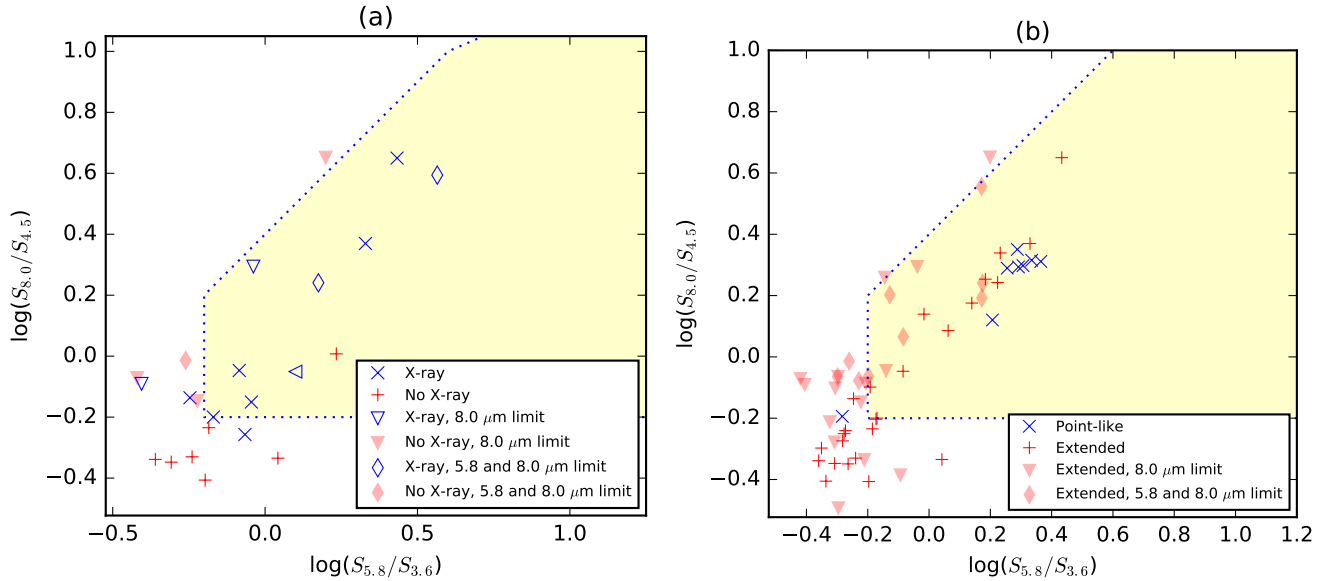 (a)
1.0
0.8
0.6
0.4
0.2
0.0
−0.2
−0.4
log(S8.0/S4.5)
−0.5
0.0
0.5
1.0
log(S5.8/S3.6)
X-ray
No X-ray
X-ray, 8.0 μm limit
No X-ray, 8.0 μm limit
X-ray, 5.8 and 8.0 μm limit
No X-ray, 5.8 and 8.0 μm limit
(b)
1.0
0.8
0.6
0.4
0.2
0.0
−0.2
−0.4
log(S8.0/S4.5)
−0.4
−0.2
0.0
0.2
0.4
0.6
0.8
1.0
1.2
log(S5.8/S3.6)
Point-like
Extended
Extended, 8.0 μm limit
Extended, 5.8 and 8.0 μm limit